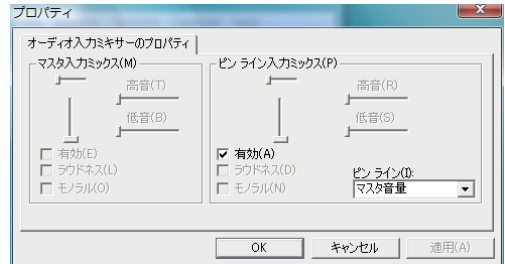 プロパティ
オーディオ入力ミキサーのプロパティ
マスタ入力ミックス(M)
高音(T)
低音(B)
有効(E)
ラウドネス(L)
モノラル(O)
ピン ライン入力ミックス(P)
高音(R)
低音(S)
有効(A)
ラウドネス(D)
モノラル(N)
ピン ライン(I):
マスタ音量
OK
キャンセル
適用(A)